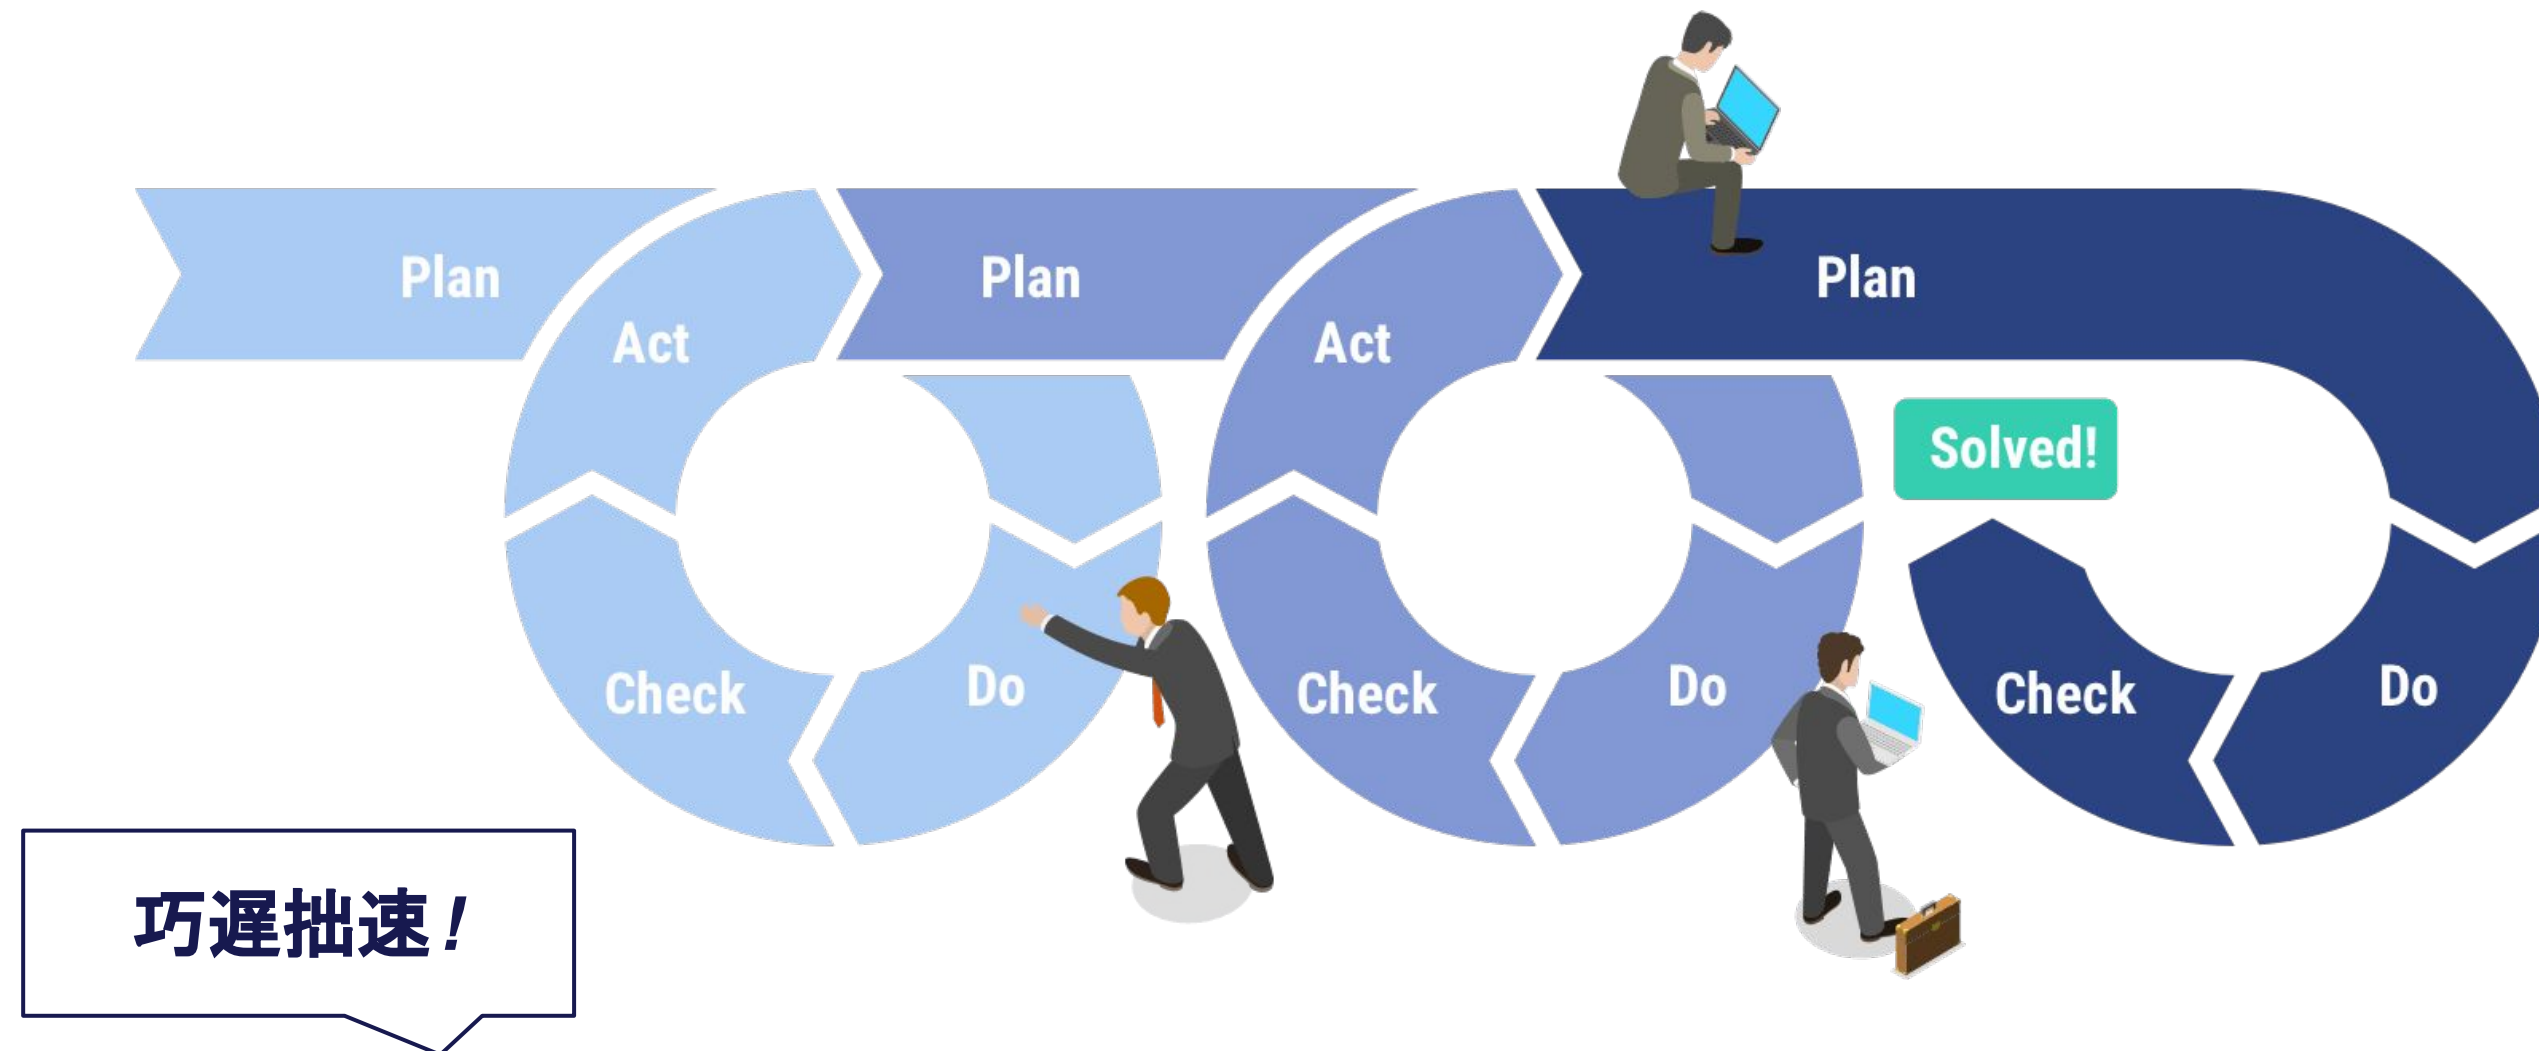 Plan
Act
Check
Do
Plan
Act
Check
Do
Plan
Solved!
Check
Do
巧遅拙速!